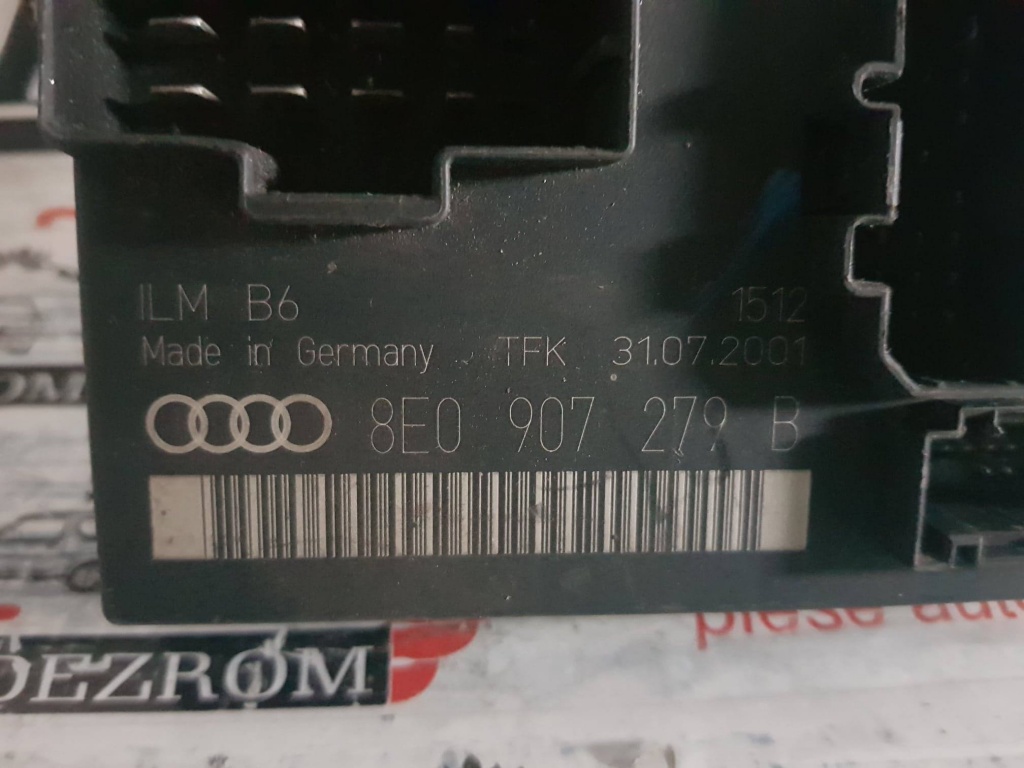 ILM B6 1512
Made in Germany TFK 31.07.2001
8E0 907 279 B
piese auto
DEZROM